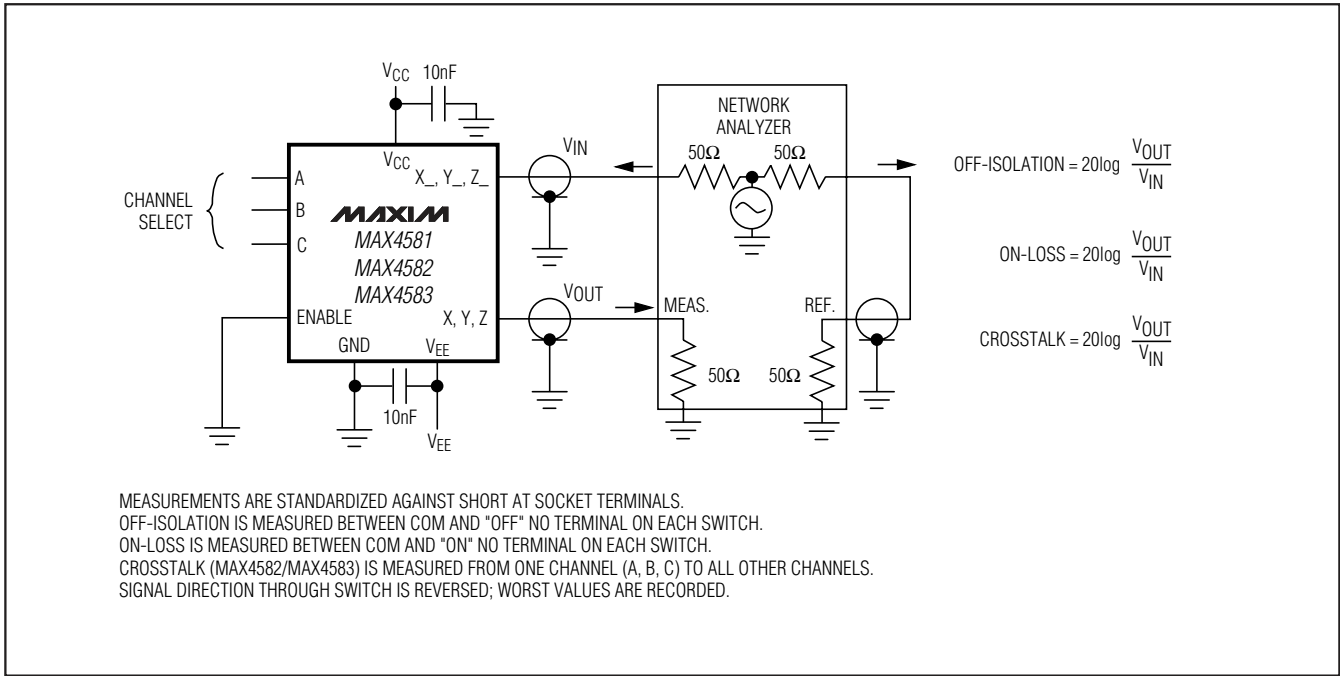 VCC 10nF
VCC
CHANNEL
SELECT
A
B
C
ENABLE
GND
VEE
X_, Y_, Z_
X, Y, Z
MAXIM
MAX4581
MAX4582
MAX4583
10nF
VEE
VIN
VOUT
NETWORK
ANALYZER
50Ω 50Ω
MEAS. REF.
50Ω 50Ω
OFF-ISOLATION = 20log VOUT
VIN
ON-LOSS = 20log VOUT
VIN
CROSSTALK = 20log VOUT
VIN
MEASUREMENTS ARE STANDARDIZED AGAINST SHORT AT SOCKET TERMINALS.
OFF-ISOLATION IS MEASURED BETWEEN COM AND "OFF" NO TERMINAL ON EACH SWITCH.
ON-LOSS IS MEASURED BETWEEN COM AND "ON" NO TERMINAL ON EACH SWITCH.
CROSSTALK (MAX4582/MAX4583) IS MEASURED FROM ONE CHANNEL (A, B, C) TO ALL OTHER CHANNELS.
SIGNAL DIRECTION THROUGH SWITCH IS REVERSED; WORST VALUES ARE RECORDED.